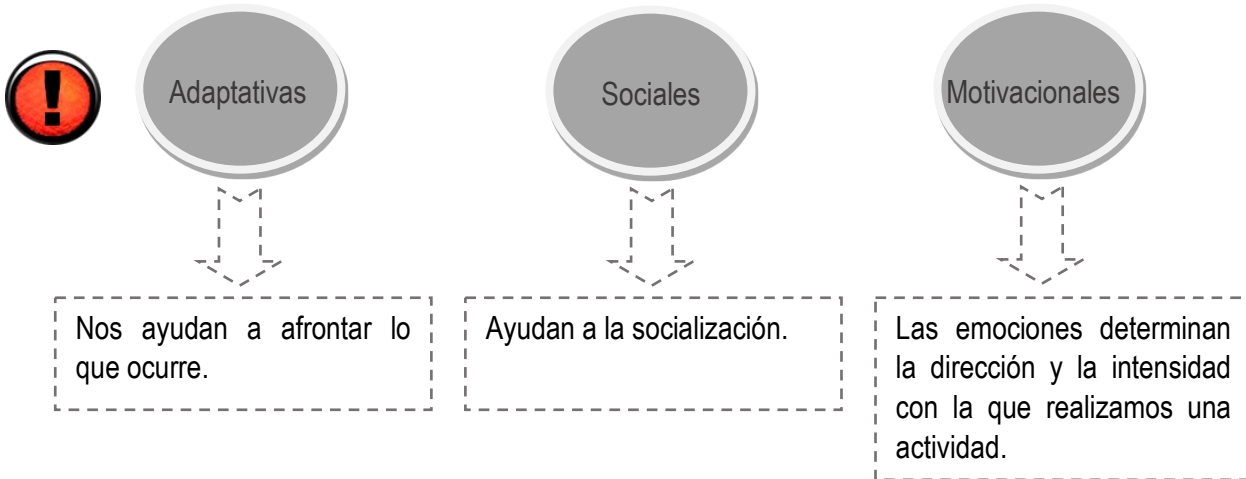 Adaptativas
Sociales
Motivacionales
Nos ayudan a afrontar lo
que ocurre.
Ayudan a la socialización.
Las emociones determinan
la dirección y la intensidad
con la que realizamos una
actividad.